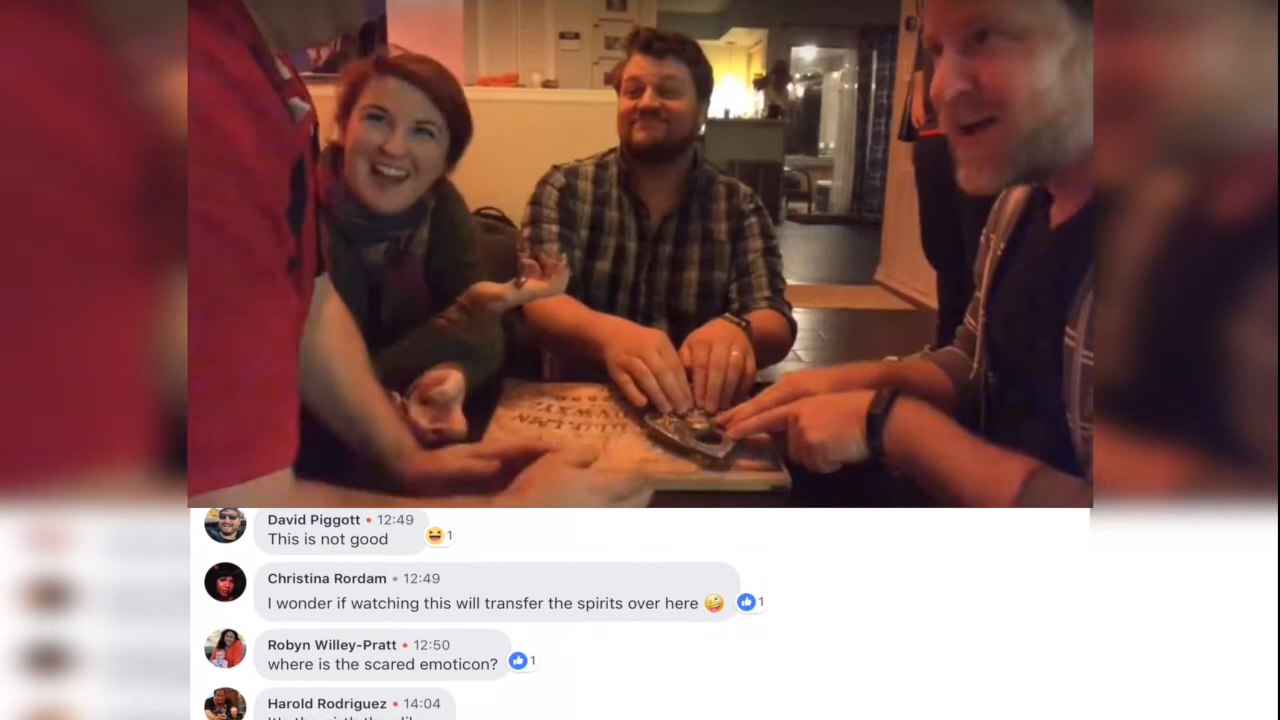 David Piggott • 12:49
This is not good
😆 1
Christina Rordam • 12:49
I wonder if watching this will transfer the spirits over here 🤪
1
Robyn Willey-Pratt • 12:50
where is the scared emoticon?
1
Harold Rodriguez • 14:04